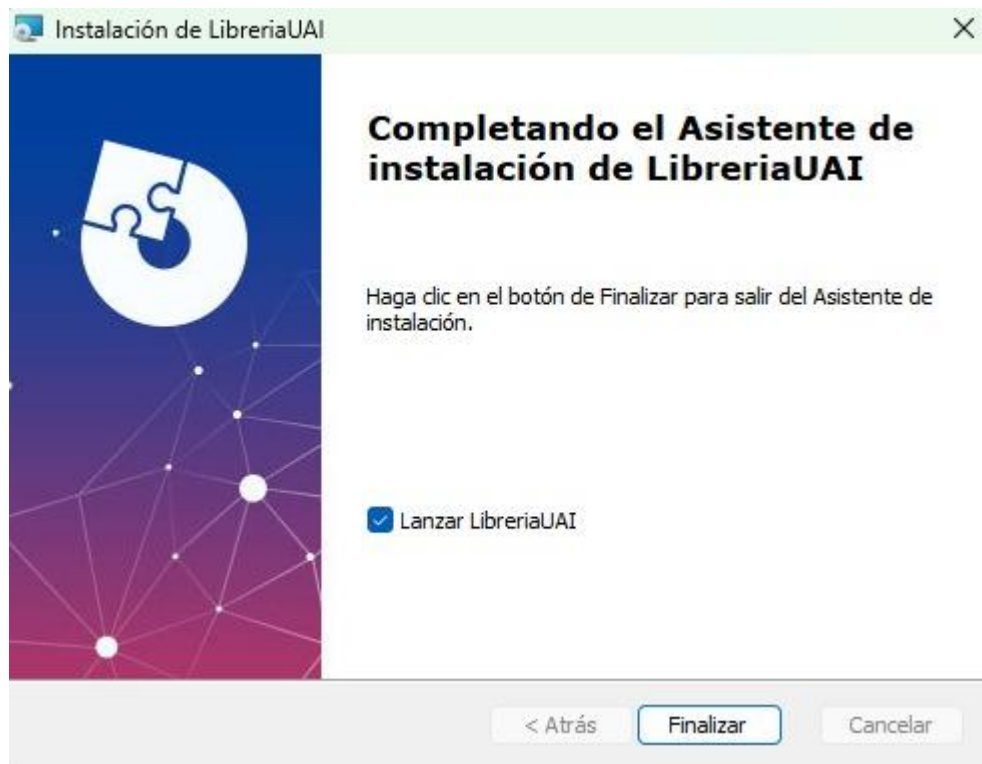 Instalación de LibreriaUAI
Completando el Asistente de
instalación de LibreriaUAI
Haga clic en el botón de Finalizar para salir del Asistente de
instalación.
Lanzar LibreriaUAI
< Atrás
Finalizar
Cancelar